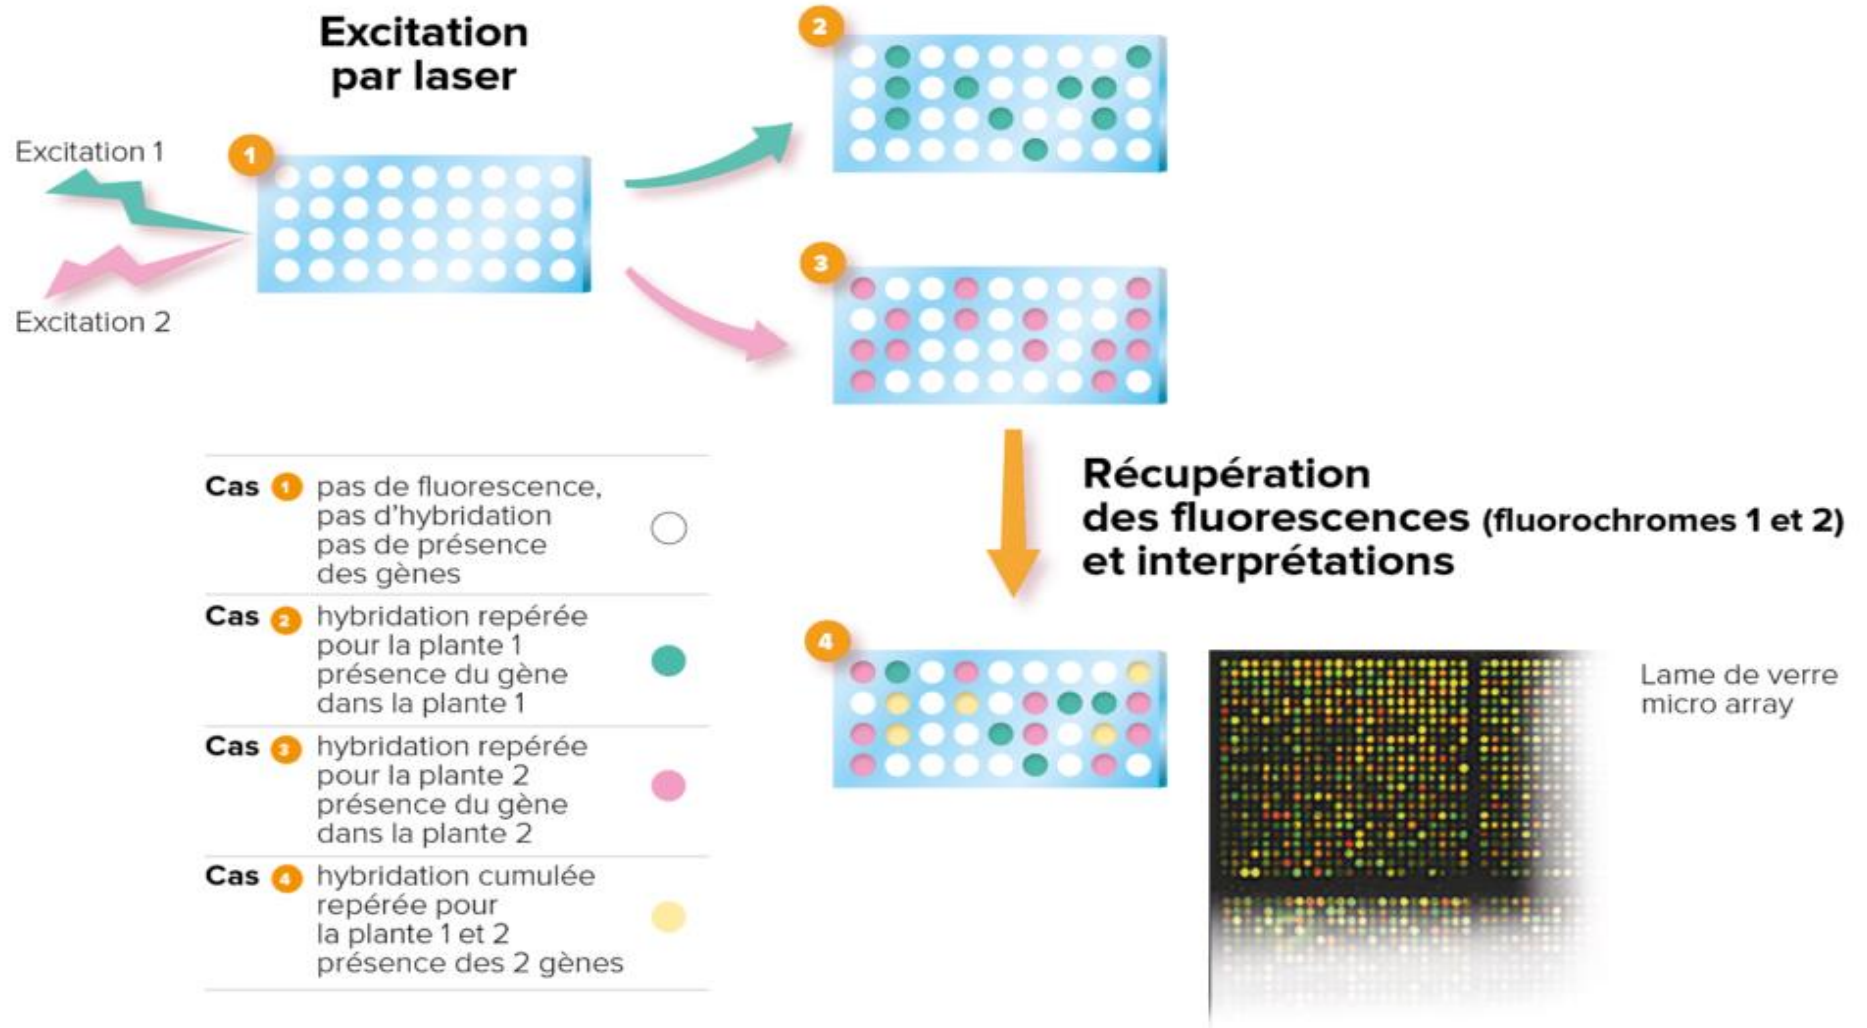 Excitation
par laser
Excitation 1
Excitation 2
1
2
3
Cas 1 pas de fluorescence,
pas d'hybridation
pas de présence
des gènes
Cas 2 hybridation repérée
pour la plante 1
présence du gène
dans la plante 1
Cas 3 hybridation repérée
pour la plante 2
présence du gène
dans la plante 2
Cas 4 hybridation cumulée
repérée pour
la plante 1 et 2
présence des 2 gènes
Récupération
des fluorescences (fluorochromes 1 et 2)
et interprétations
4
Lame de verre
micro array